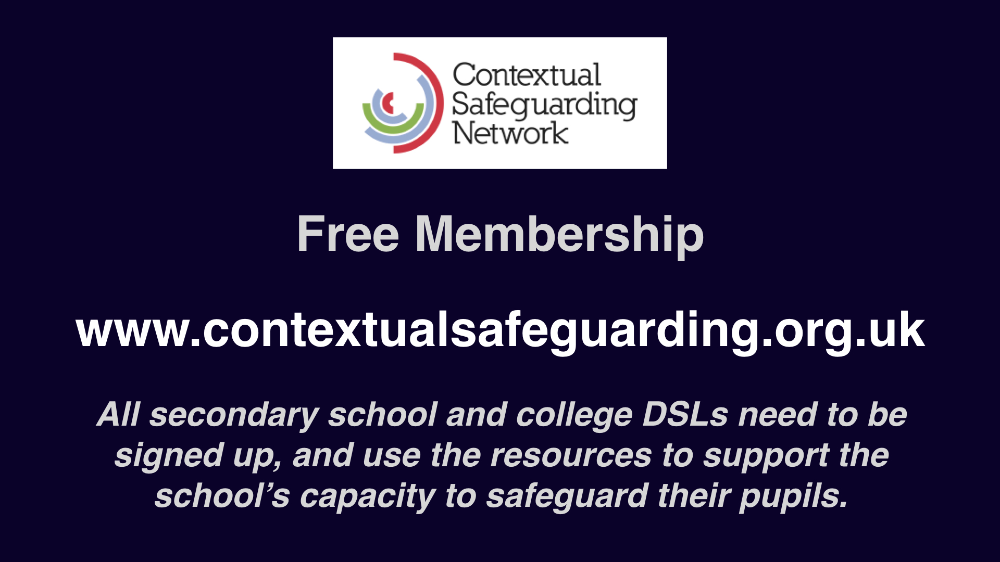 Contextual
Safeguarding
Network
Free Membership
www.contextualsafeguarding.org.uk
All secondary school and college DSLs need to be
signed up, and use the resources to support the
school’s capacity to safeguard their pupils.